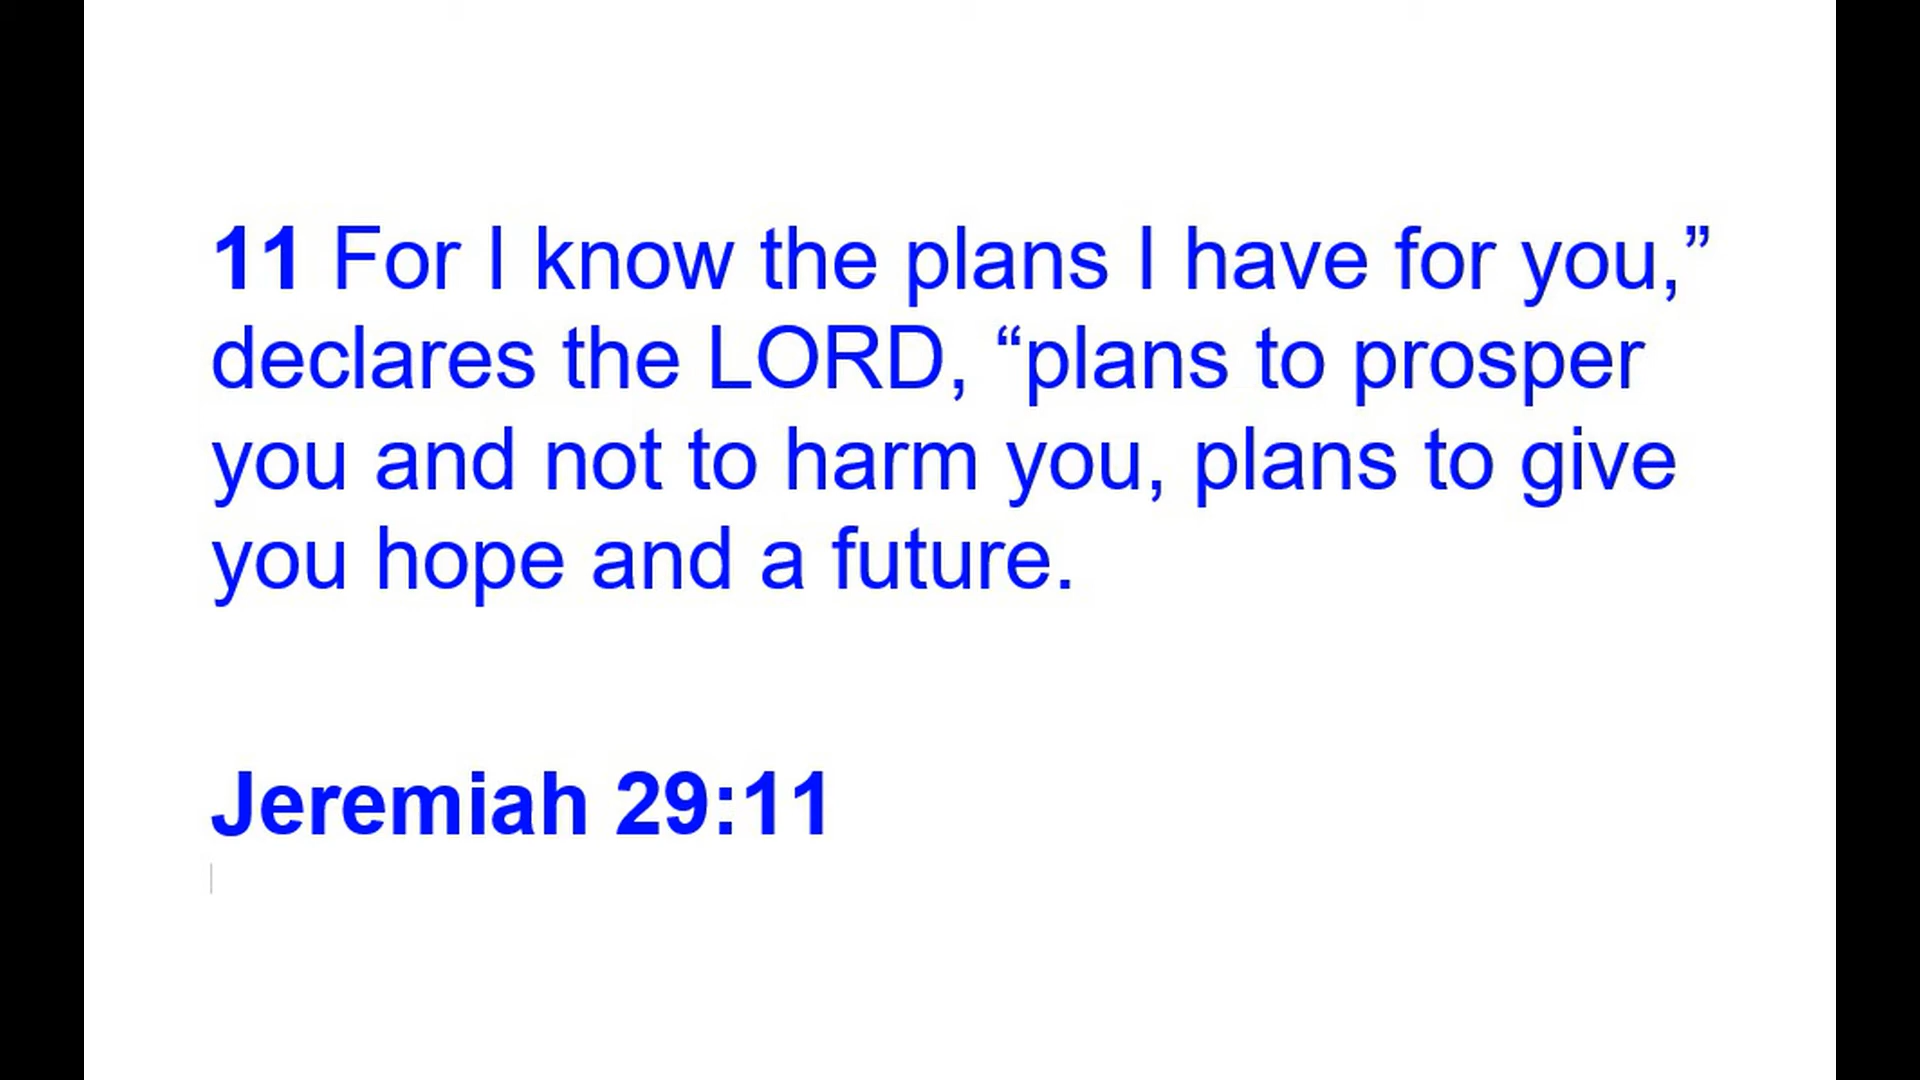 11 For I know the plans I have for you,”
declares the LORD, “plans to prosper
you and not to harm you, plans to give
you hope and a future.
Jeremiah 29:11